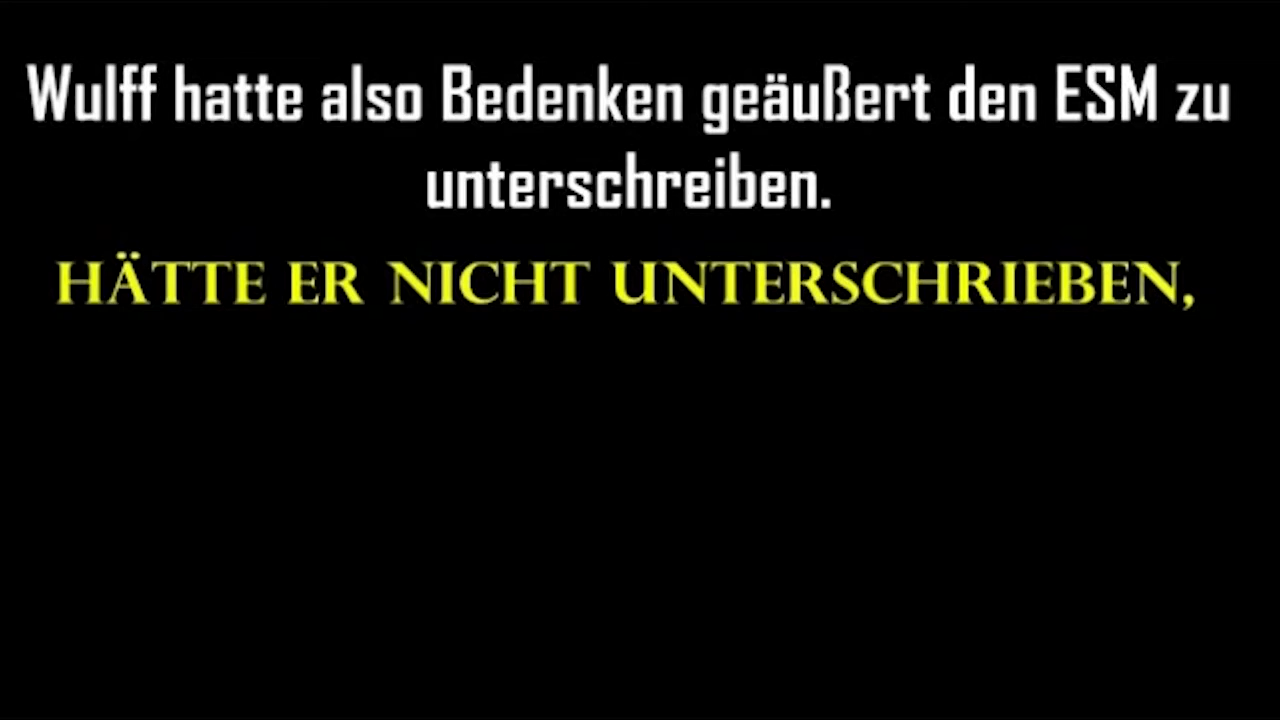 Wulff hatte also Bedenken geäußert den ESM zu
unterschreiben.
HÄTTE ER NICHT UNTERSCHRIEBEN,